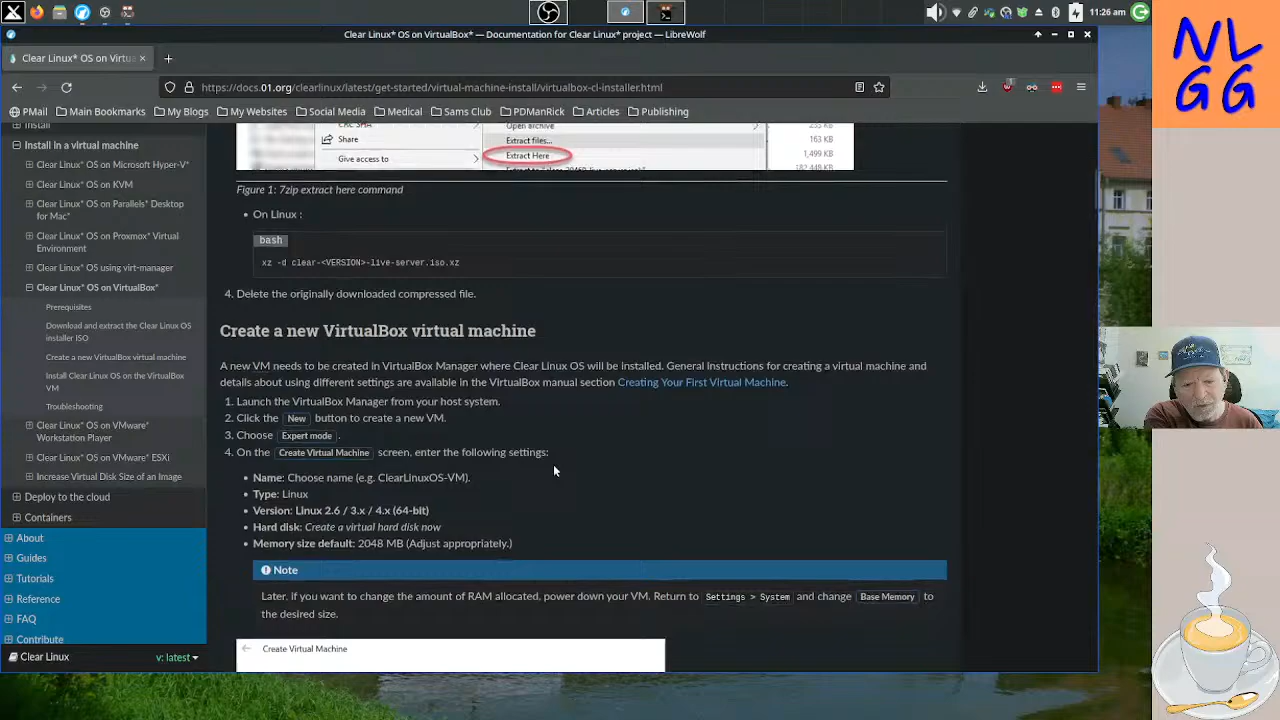 11:26 am
Clear Linux* OS on VirtualBox* — Documentation for Clear Linux* project — LibreWolf
Clear Linux* OS on Virtua
https://docs.01.org/clearlinux/latest/get-started/virtual-machine-install/virtualbox-cl-installer.html
PMail Main Bookmarks My Blogs My Websites Social Media Medical Sams Club PDManRick Articles Publishing
NL
GG
Install
Install in a virtual machine
Clear Linux* OS on Microsoft Hyper-V*
Clear Linux* OS on KVM
Clear Linux* OS on Parallels* Desktop
for Mac*
Clear Linux* OS on Proxmox* Virtual
Environment
Clear Linux* OS using virt-manager
Clear Linux* OS on VirtualBox*
Prerequisites
Download and extract the Clear Linux OS
installer ISO
Create a new VirtualBox virtual machine
Install Clear Linux OS on the VirtualBox
VM
Troubleshooting
Clear Linux* OS on VMware*
Workstation Player
Clear Linux* OS on VMware* ESXi
Increase Virtual Disk Size of an Image
Deploy to the cloud
Containers
About
Guides
Tutorials
Reference
FAQ
Contribute
Clear Linux v: latest
CRC SHA
Open archive
233 KB
Share
Extract files...
163 KB
Extract Here
1,499 KB
Give access to
182,448 KB
Figure 1: 7zip extract here command
On Linux :
bash
xz -d clear-<VERSION>-live-server.iso.xz
4. Delete the originally downloaded compressed file.
Create a new VirtualBox virtual machine
A new VM needs to be created in VirtualBox Manager where Clear Linux OS will be installed. General Instructions for creating a virtual machine and
details about using different settings are available in the VirtualBox manual section Creating Your First Virtual Machine.
1. Launch the VirtualBox Manager from your host system.
2. Click the New button to create a new VM.
3. Choose Expert mode .
4. On the Create Virtual Machine screen, enter the following settings:
Name: Choose name (e.g. ClearLinuxOS-VM).
Type: Linux
Version: Linux 2.6 / 3.x / 4.x (64-bit)
Hard disk: Create a virtual hard disk now
Memory size default: 2048 MB (Adjust appropriately.)
Note
Later, if you want to change the amount of RAM allocated, power down your VM. Return to Settings > System and change Base Memory to
the desired size.
Create Virtual Machine